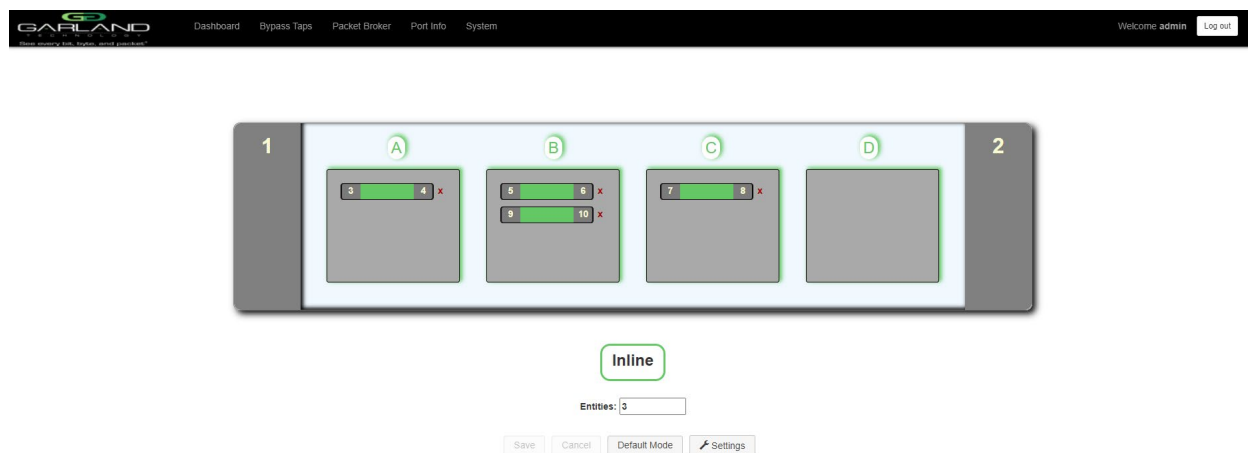 GARLAND
TECHNOLOGY
See every bit, byte, and packet.®
Dashboard Bypass Taps Packet Broker Port Info System Welcome admin Log out
1 A B C D 2
3 4 x 5 6 x 7 8 x
9 10 x
Inline
Entities: 3
Save Cancel Default Mode Settings